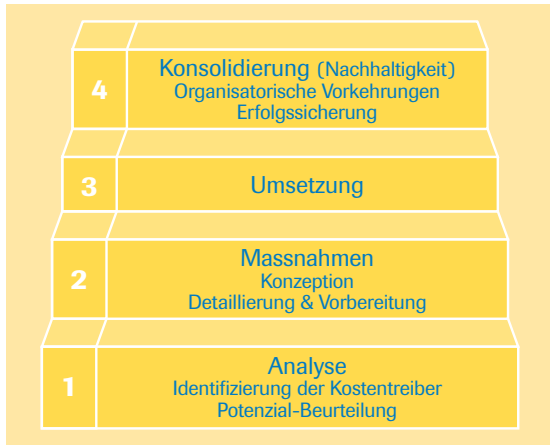 4
Konsolidierung (Nachhaltigkeit)
Organisatorische Vorkehrungen
Erfolgssicherung
3
Umsetzung
2
Massnahmen
Konzeption
Detaillierung & Vorbereitung
1
Analyse
Identifizierung der Kostentreiber
Potenzial-Beurteilung